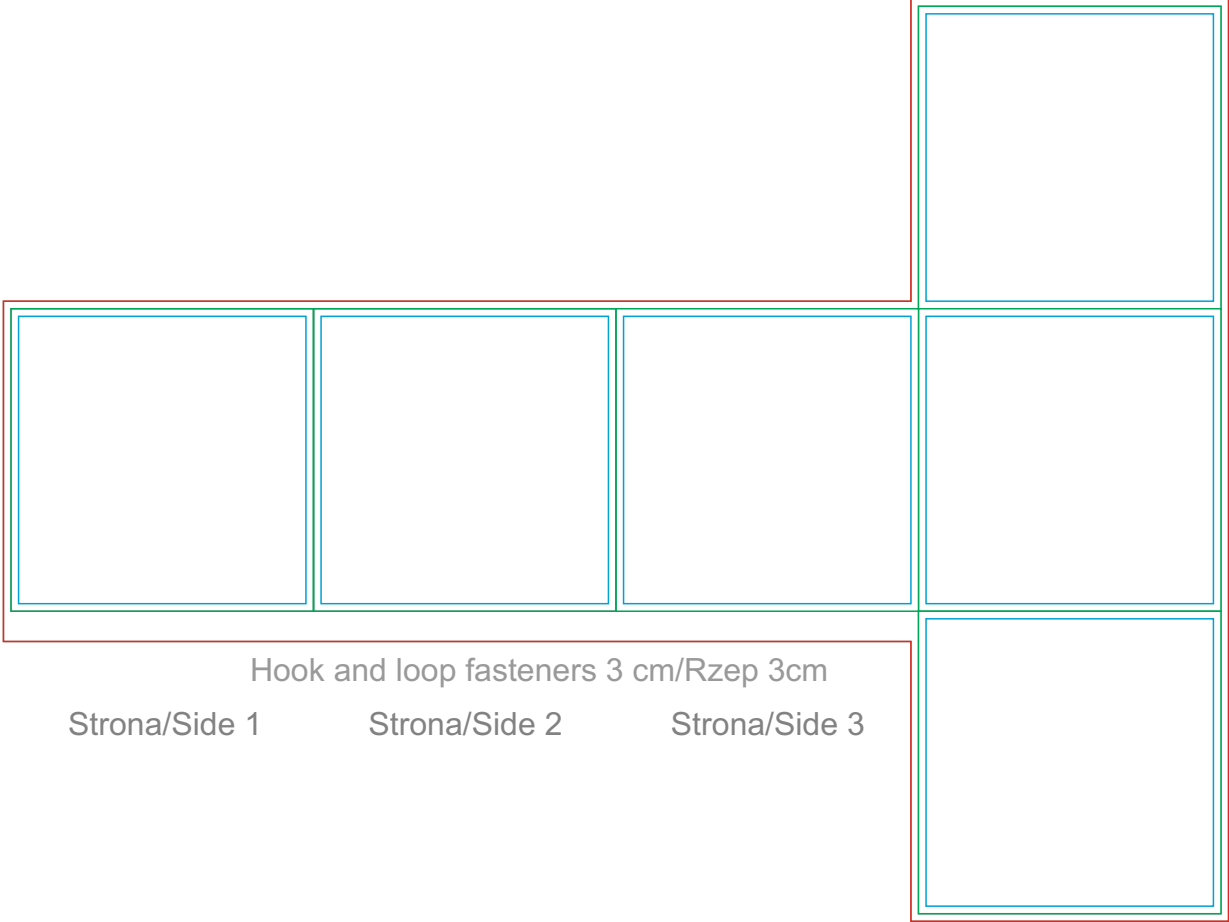 Hook and loop fasteners 3 cm/Rzep 3cm
Strona/Side 1
Strona/Side 2
Strona/Side 3